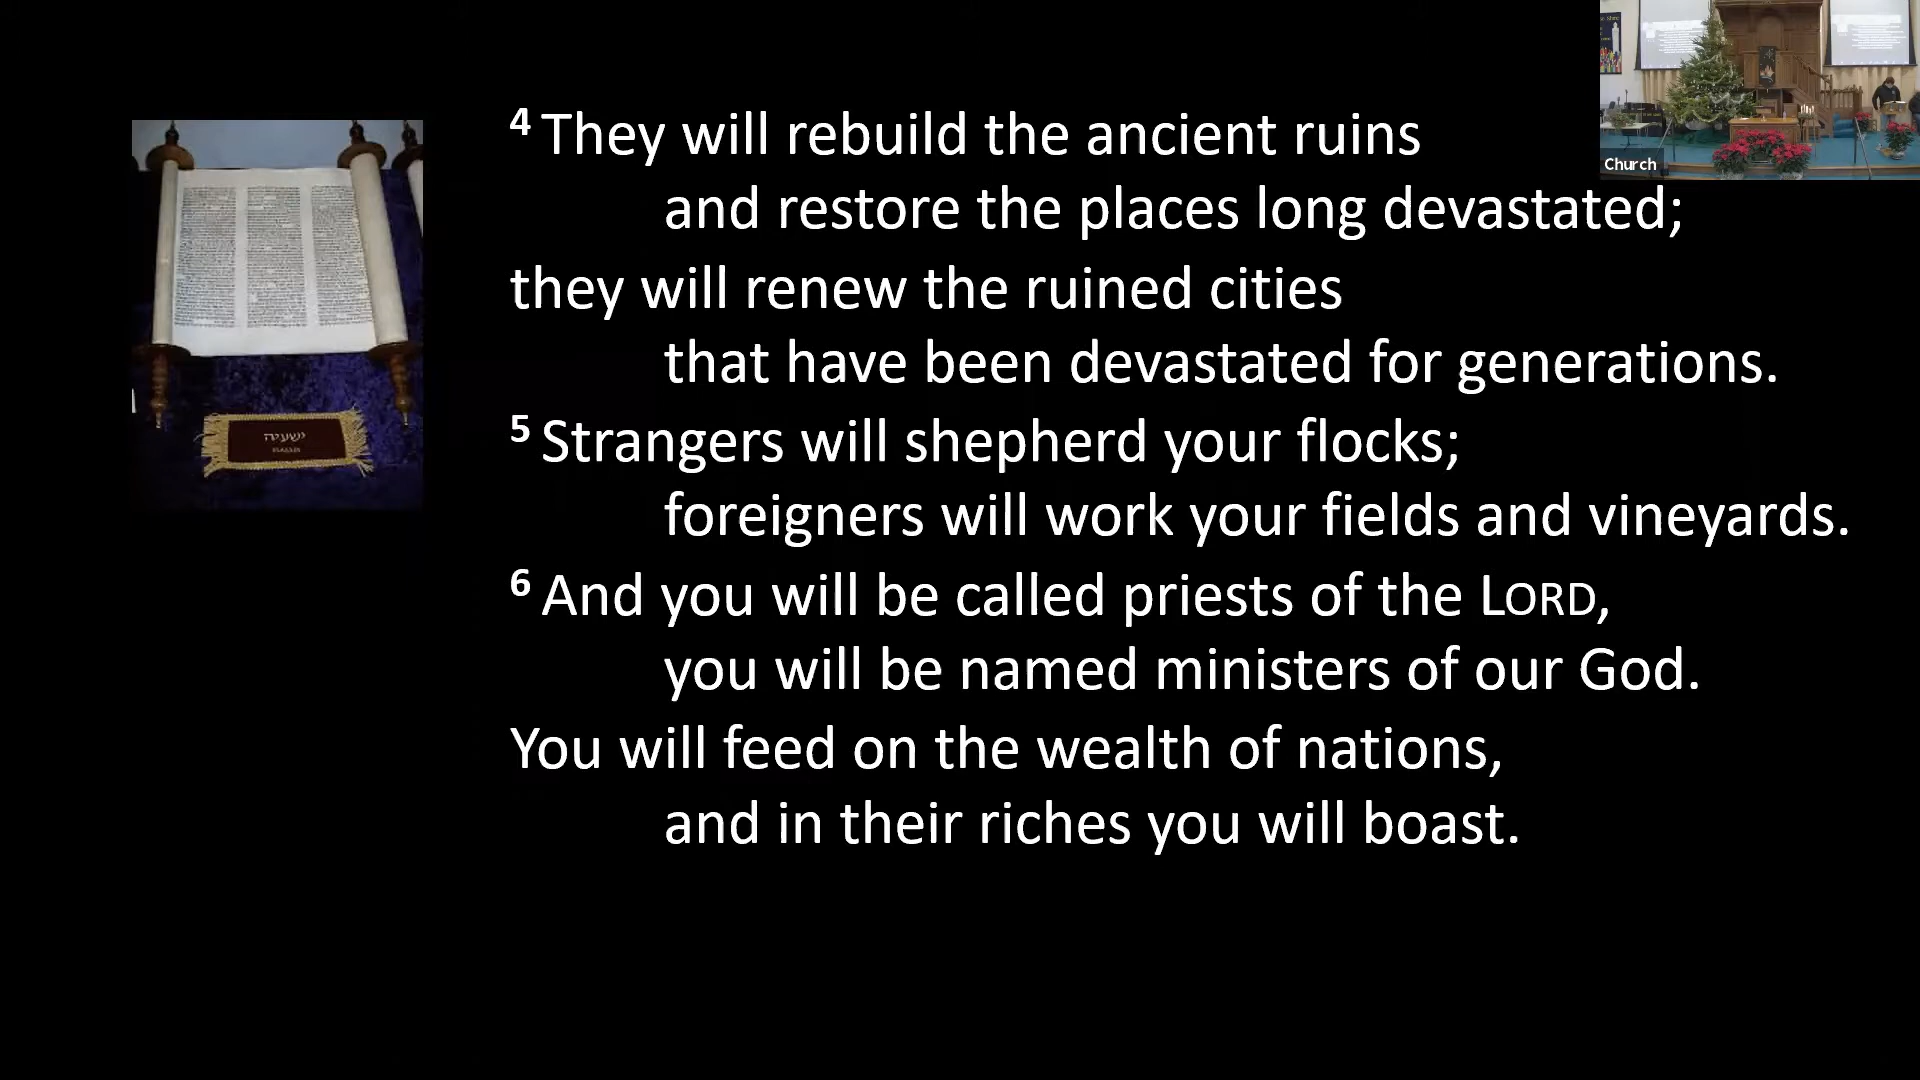 4 They will rebuild the ancient ruins
and restore the places long devastated;
they will renew the ruined cities
that have been devastated for generations.
5 Strangers will shepherd your flocks;
foreigners will work your fields and vineyards.
6 And you will be called priests of the LORD,
you will be named ministers of our God.
You will feed on the wealth of nations,
and in their riches you will boast.
ישעיה
Church